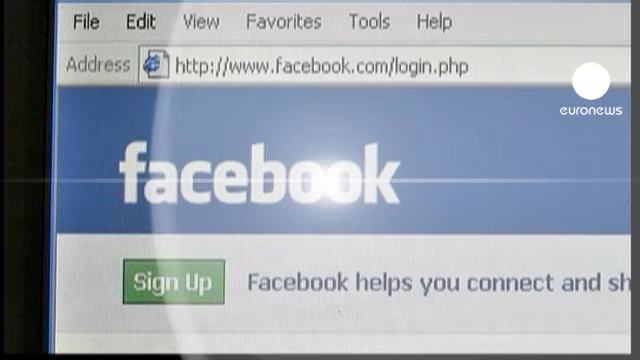 File Edit View Favorites Tools Help
Address http://www.facebook.com/login.php
euronews
facebook
Sign Up Facebook helps you connect and sh